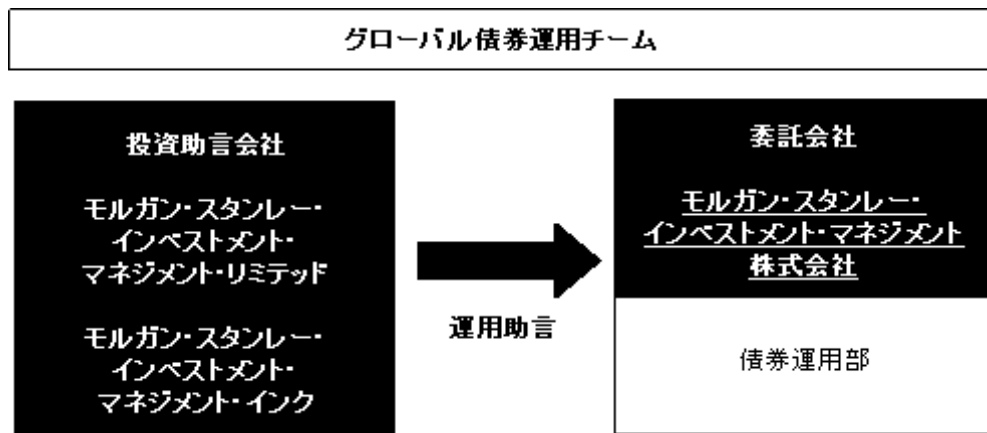 グローバル債券運用チーム
投資助言会社
モルガン・スタンレー・
インベストメント・
マネジメント・リミテッド
モルガン・スタンレー・
インベストメント・
マネジメント・インク
運用助言
委託会社
モルガン・スタンレー・
インベストメント・マネジメント
株式会社
債券運用部